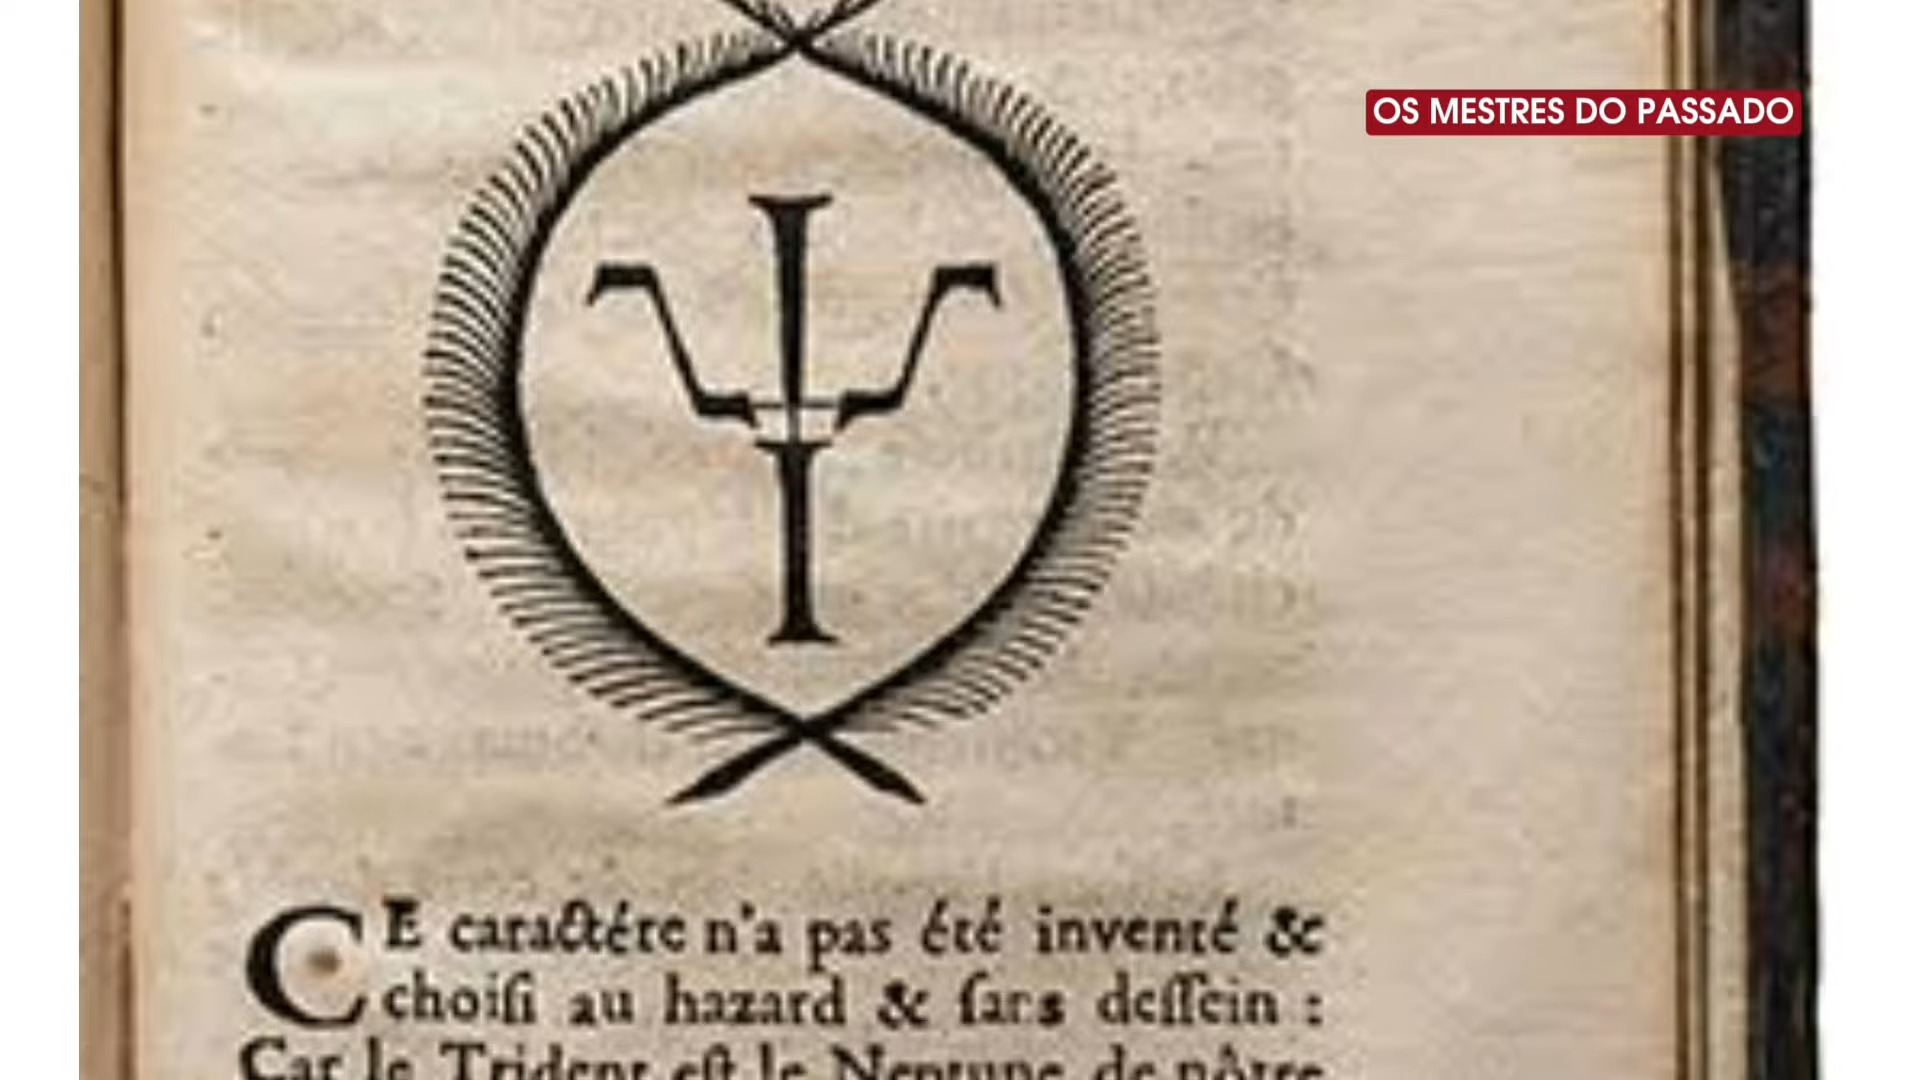 OS MESTRES DO PASSADO
CE caractére n'a pas été inventé &
choiſi au hazard & ſans deſſein :
Car le Trident eſt le Neptune de nôtre